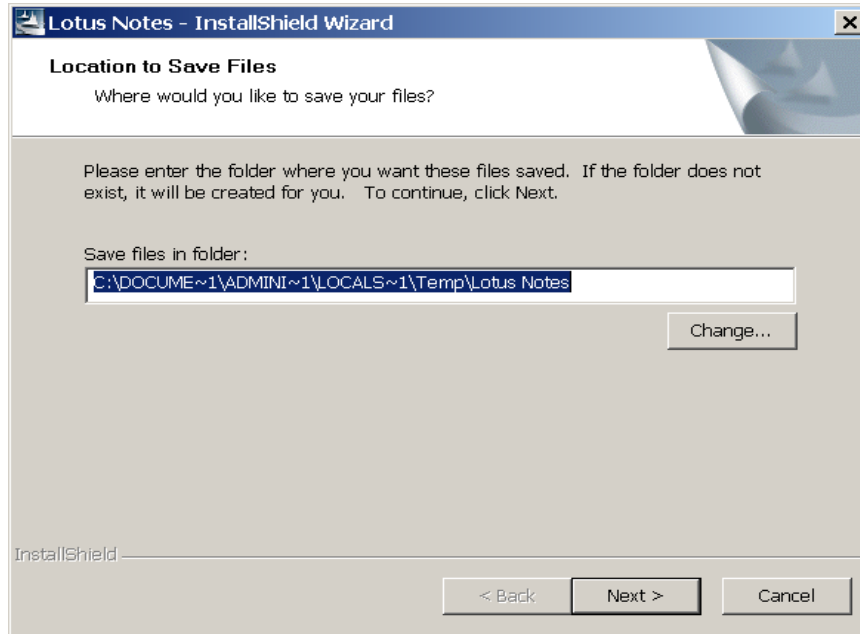 Lotus Notes - InstallShield Wizard
Location to Save Files
Where would you like to save your files?
Please enter the folder where you want these files saved. If the folder does not
exist, it will be created for you. To continue, click Next.
Save files in folder:
C:\DOCUME~1\ADMINI~1\LOCALS~1\Temp\Lotus Notes
Change...
InstallShield
< Back Next > Cancel